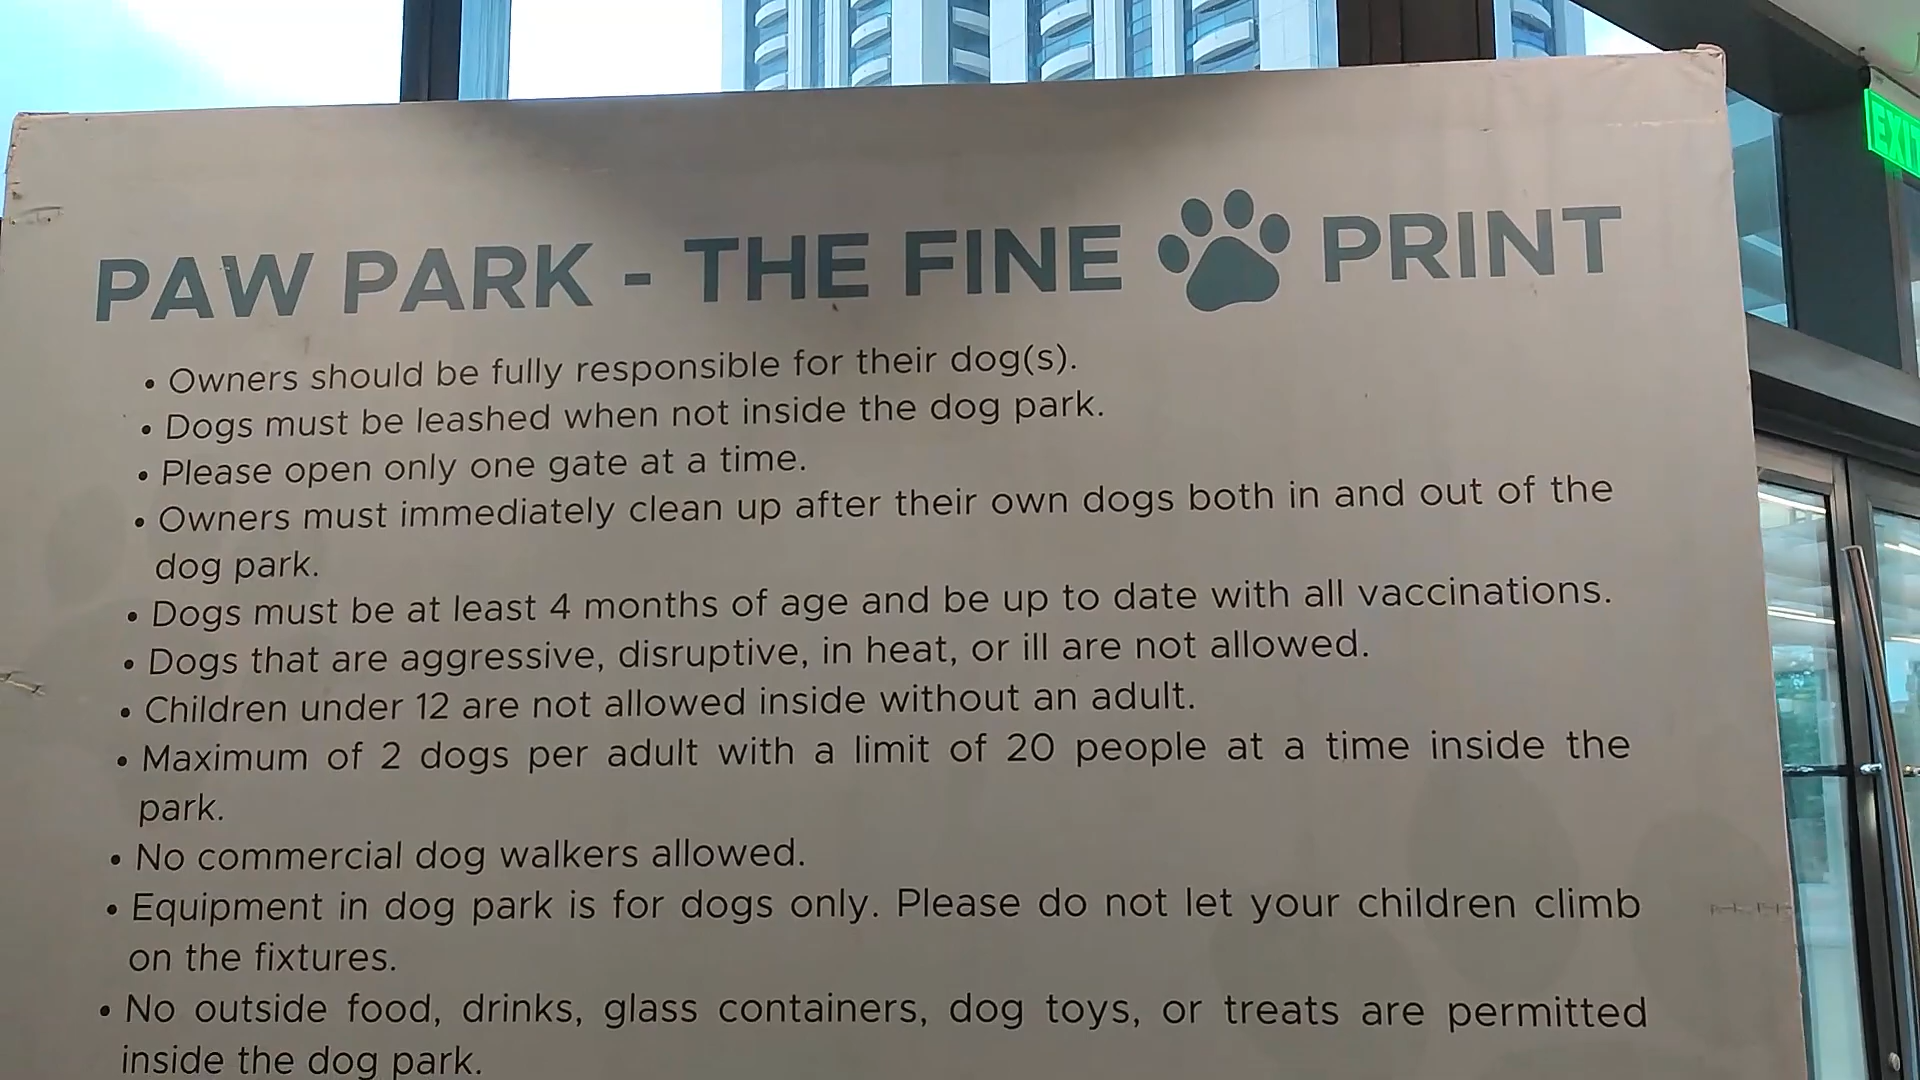 PAW PARK - THE FINE PRINT
• Owners should be fully responsible for their dog(s).
• Dogs must be leashed when not inside the dog park.
• Please open only one gate at a time.
• Owners must immediately clean up after their own dogs both in and out of the
dog park.
• Dogs must be at least 4 months of age and be up to date with all vaccinations.
• Dogs that are aggressive, disruptive, in heat, or ill are not allowed.
• Children under 12 are not allowed inside without an adult.
• Maximum of 2 dogs per adult with a limit of 20 people at a time inside the
park.
• No commercial dog walkers allowed.
• Equipment in dog park is for dogs only. Please do not let your children climb
on the fixtures.
• No outside food, drinks, glass containers, dog toys, or treats are permitted
inside the dog park.
EXIT